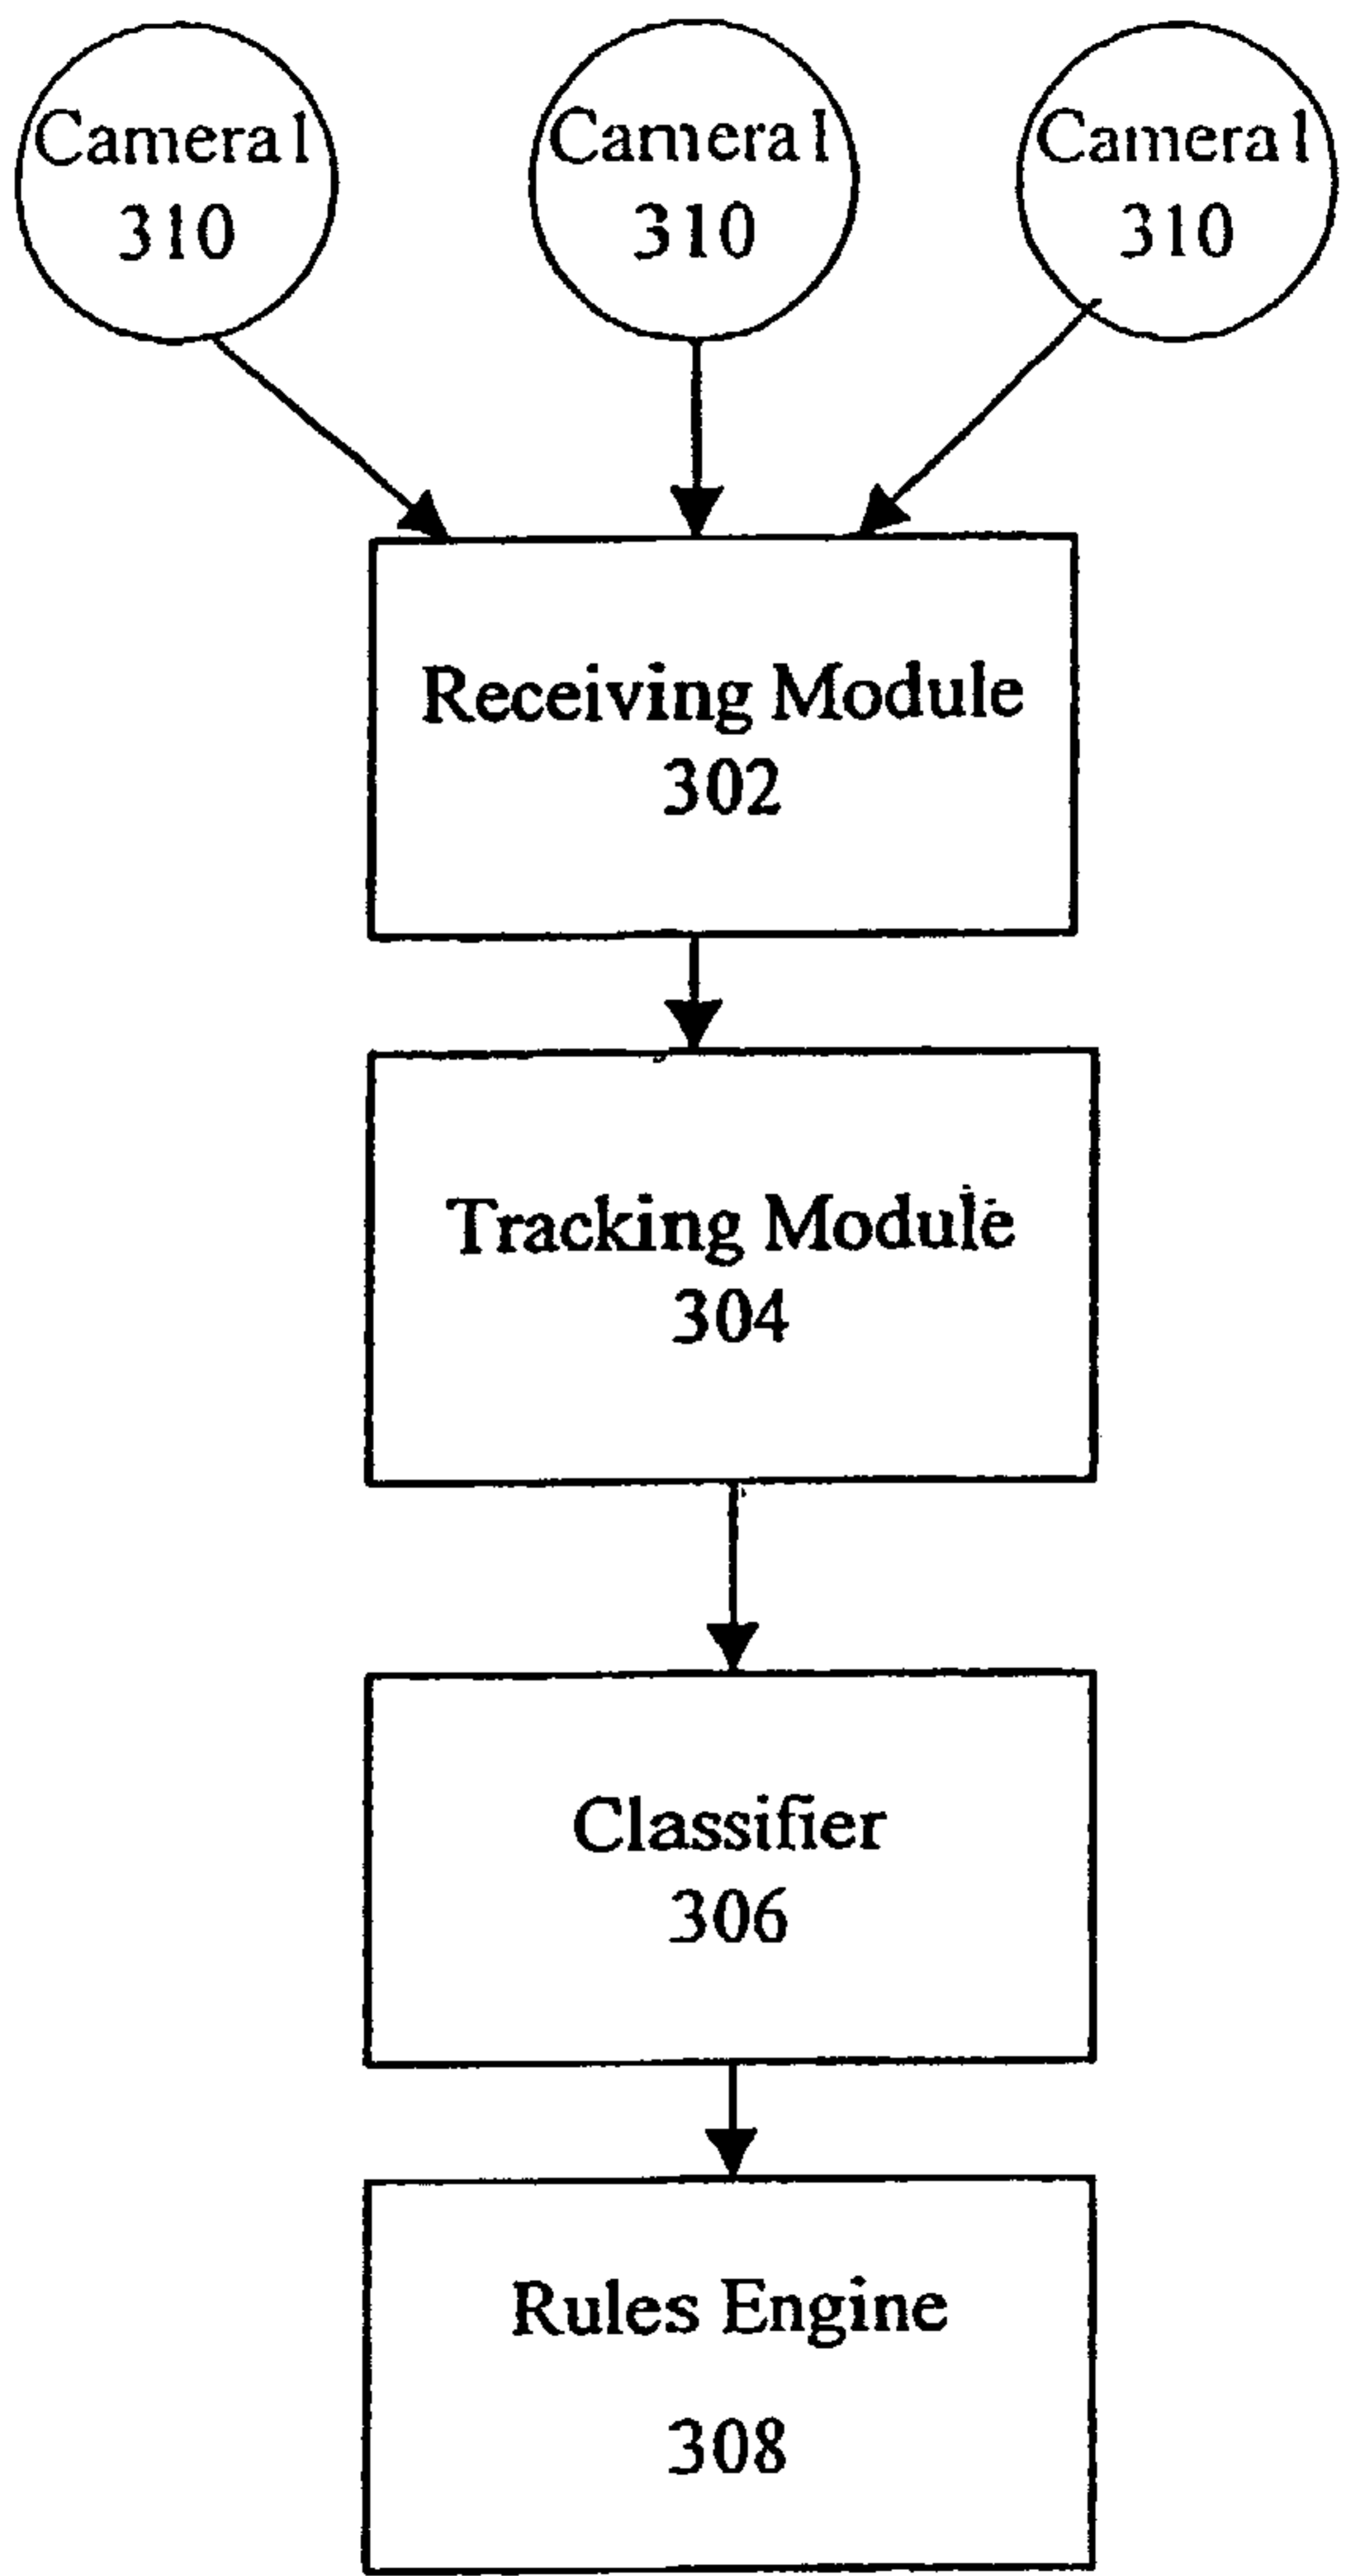 Camera1
310
Camera1
310
Camera1
310
Receiving Module
302
Tracking Module
304
Classifier
306
Rules Engine
308